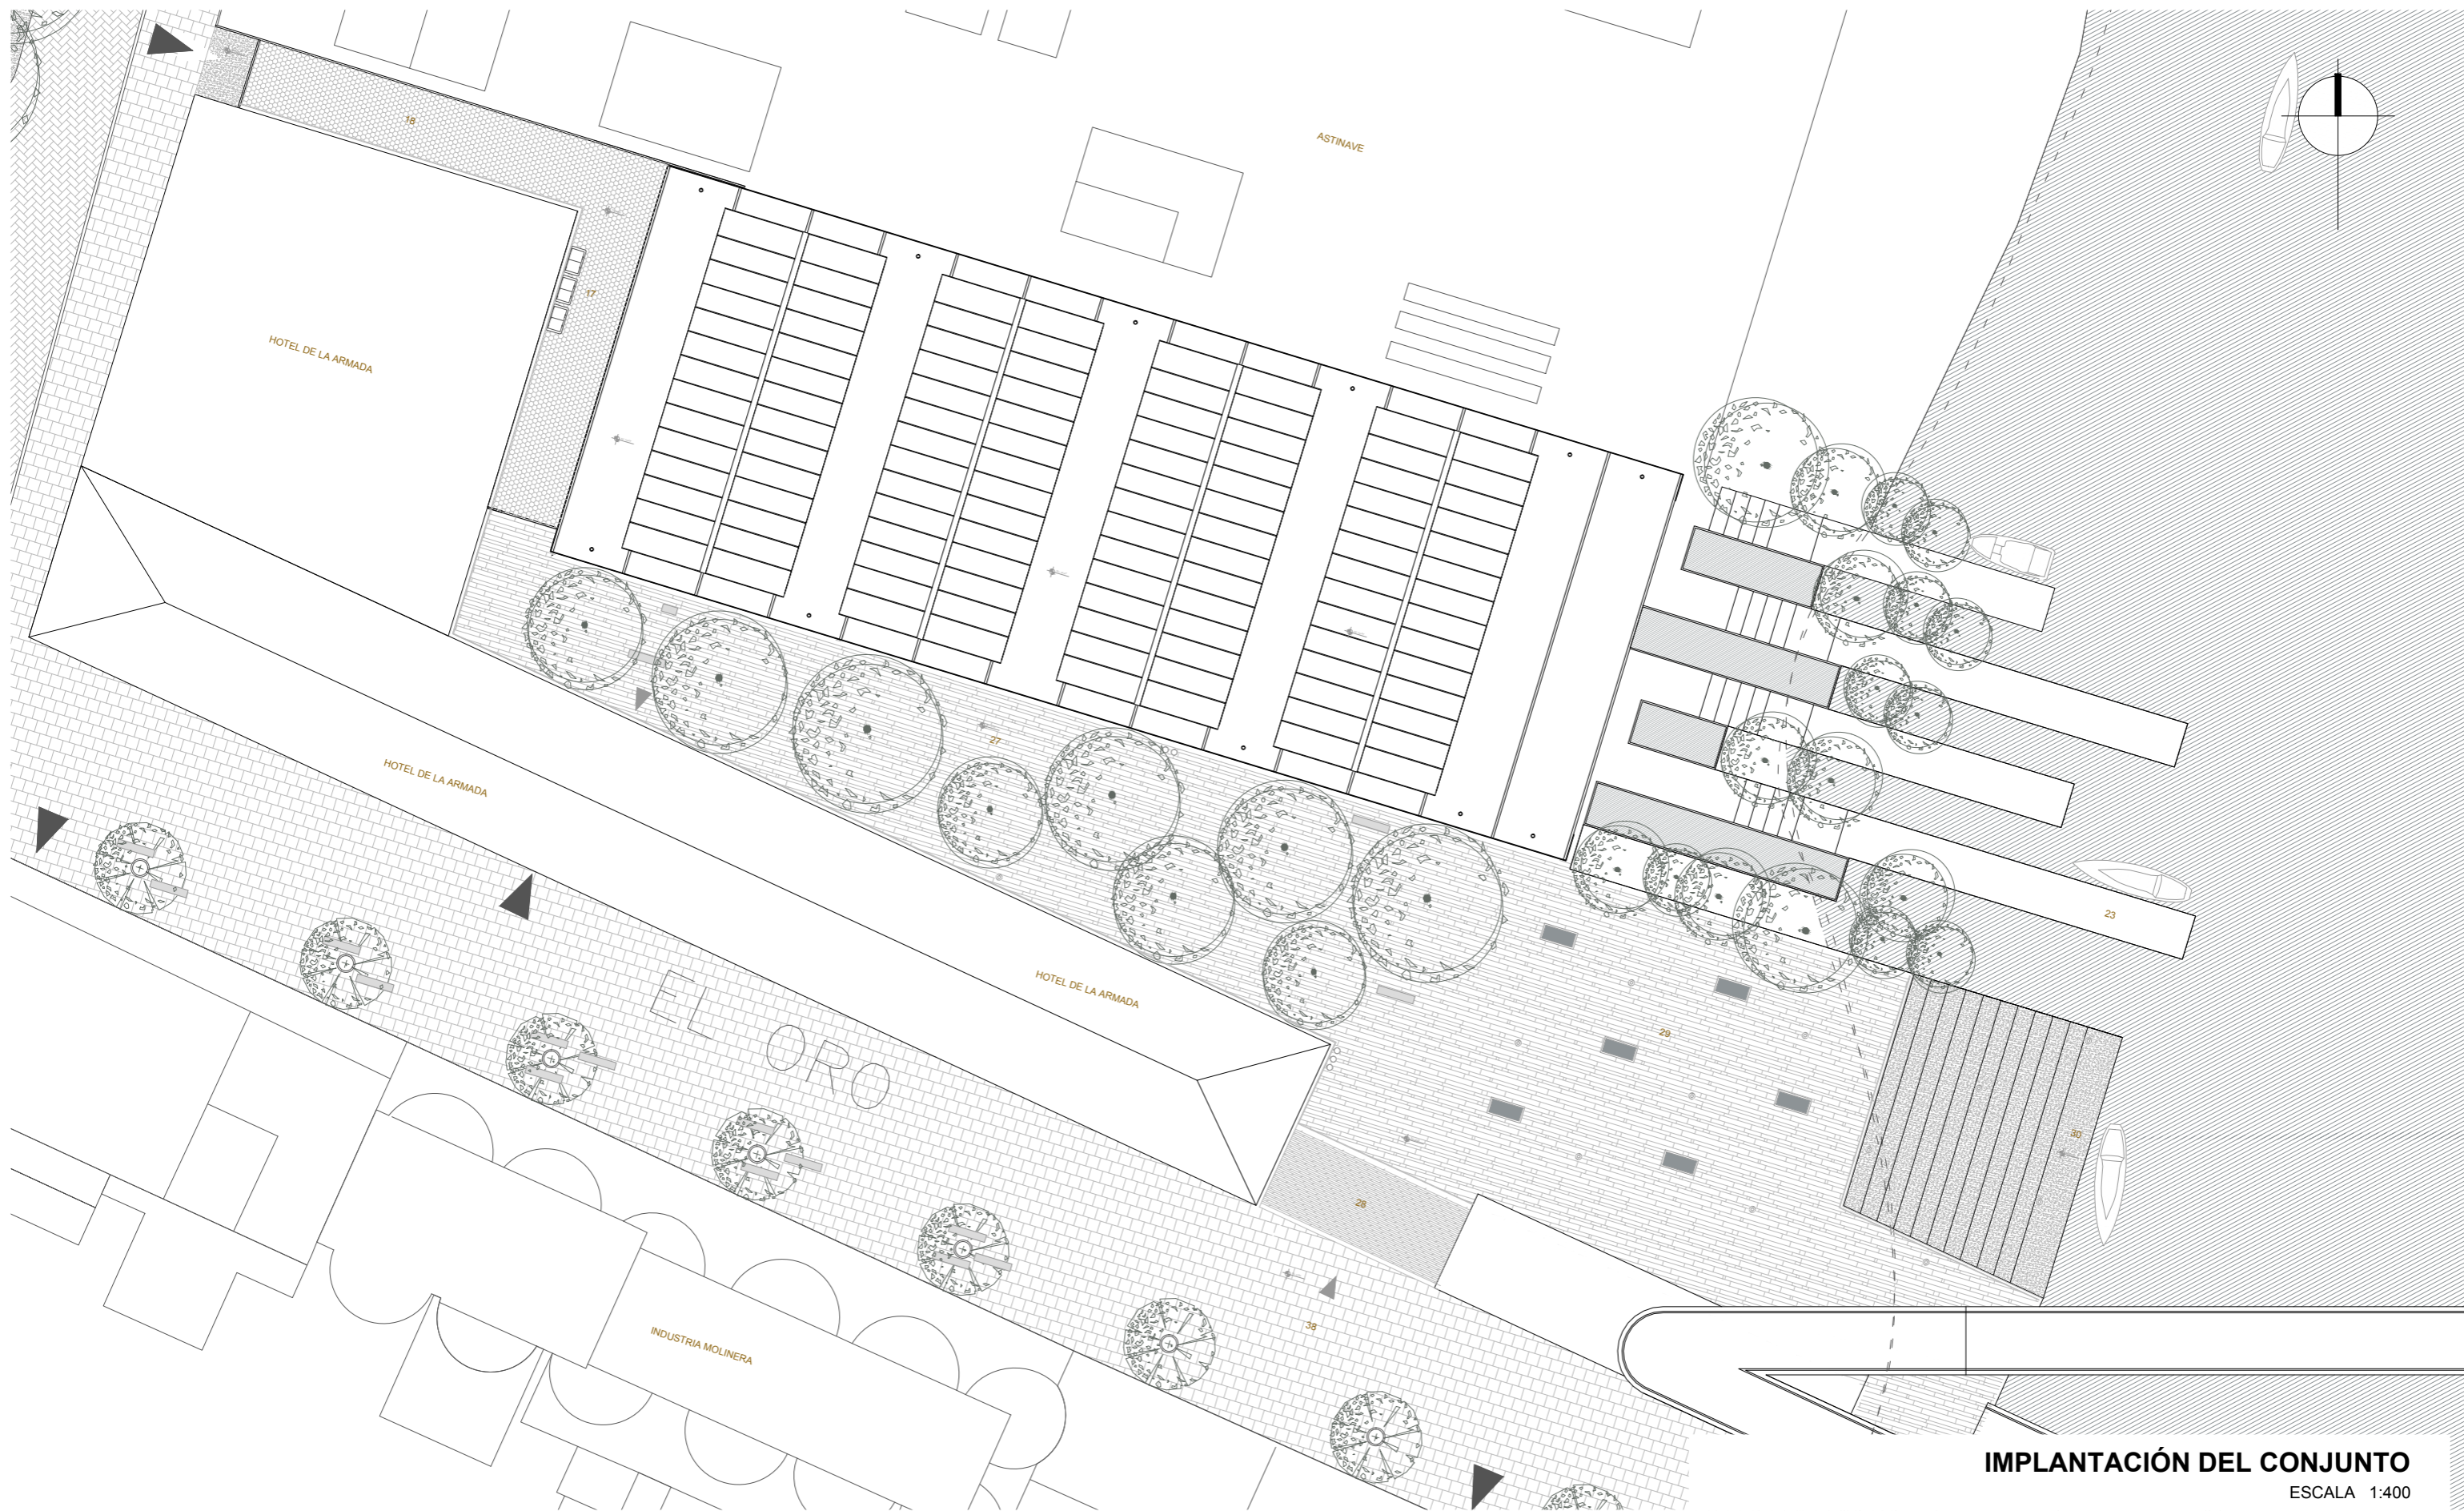 18
ASTINAVE
17
HOTEL DE LA ARMADA
27
HOTEL DE LA ARMADA
23
HOTEL DE LA ARMADA
EL ORO
29
30
28
38
INDUSTRIA MOLINERA
IMPLANTACIÓN DEL CONJUNTO
ESCALA 1:400